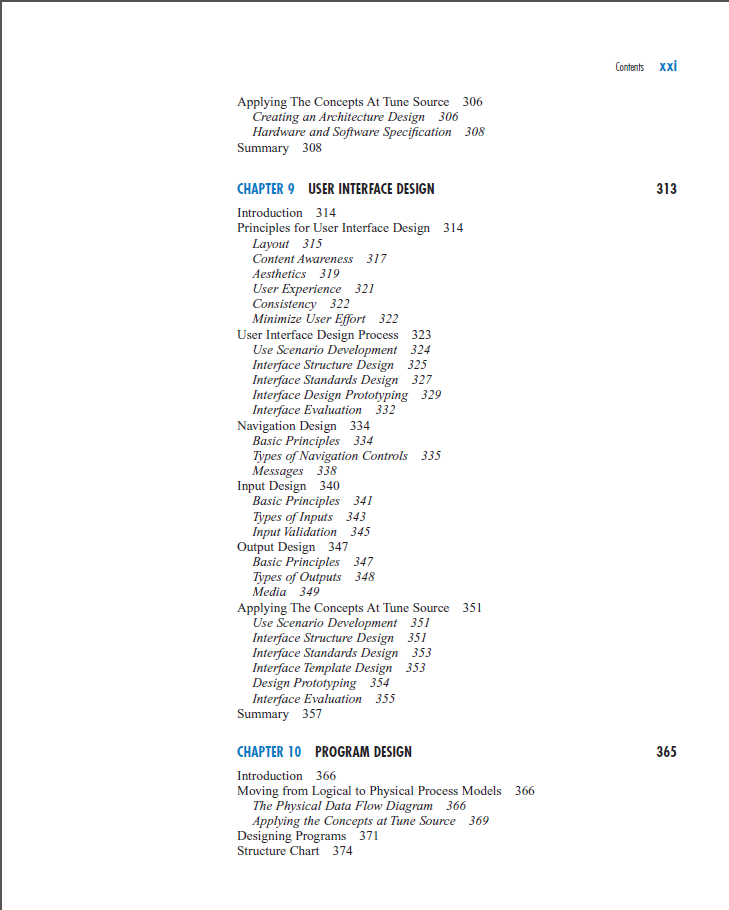 Contents xxi
Applying The Concepts At Tune Source 306
Creating an Architecture Design 306
Hardware and Software Specification 308
Summary 308
CHAPTER 9 USER INTERFACE DESIGN 313
Introduction 314
Principles for User Interface Design 314
Layout 315
Content Awareness 317
Aesthetics 319
User Experience 321
Consistency 322
Minimize User Effort 322
User Interface Design Process 323
Use Scenario Development 324
Interface Structure Design 325
Interface Standards Design 327
Interface Design Prototyping 329
Interface Evaluation 332
Navigation Design 334
Basic Principles 334
Types of Navigation Controls 335
Messages 338
Input Design 340
Basic Principles 341
Types of Inputs 343
Input Validation 345
Output Design 347
Basic Principles 347
Types of Outputs 348
Media 349
Applying The Concepts At Tune Source 351
Use Scenario Development 351
Interface Structure Design 351
Interface Standards Design 353
Interface Template Design 353
Design Prototyping 354
Interface Evaluation 355
Summary 357
CHAPTER 10 PROGRAM DESIGN 365
Introduction 366
Moving from Logical to Physical Process Models 366
The Physical Data Flow Diagram 366
Applying the Concepts at Tune Source 369
Designing Programs 371
Structure Chart 374